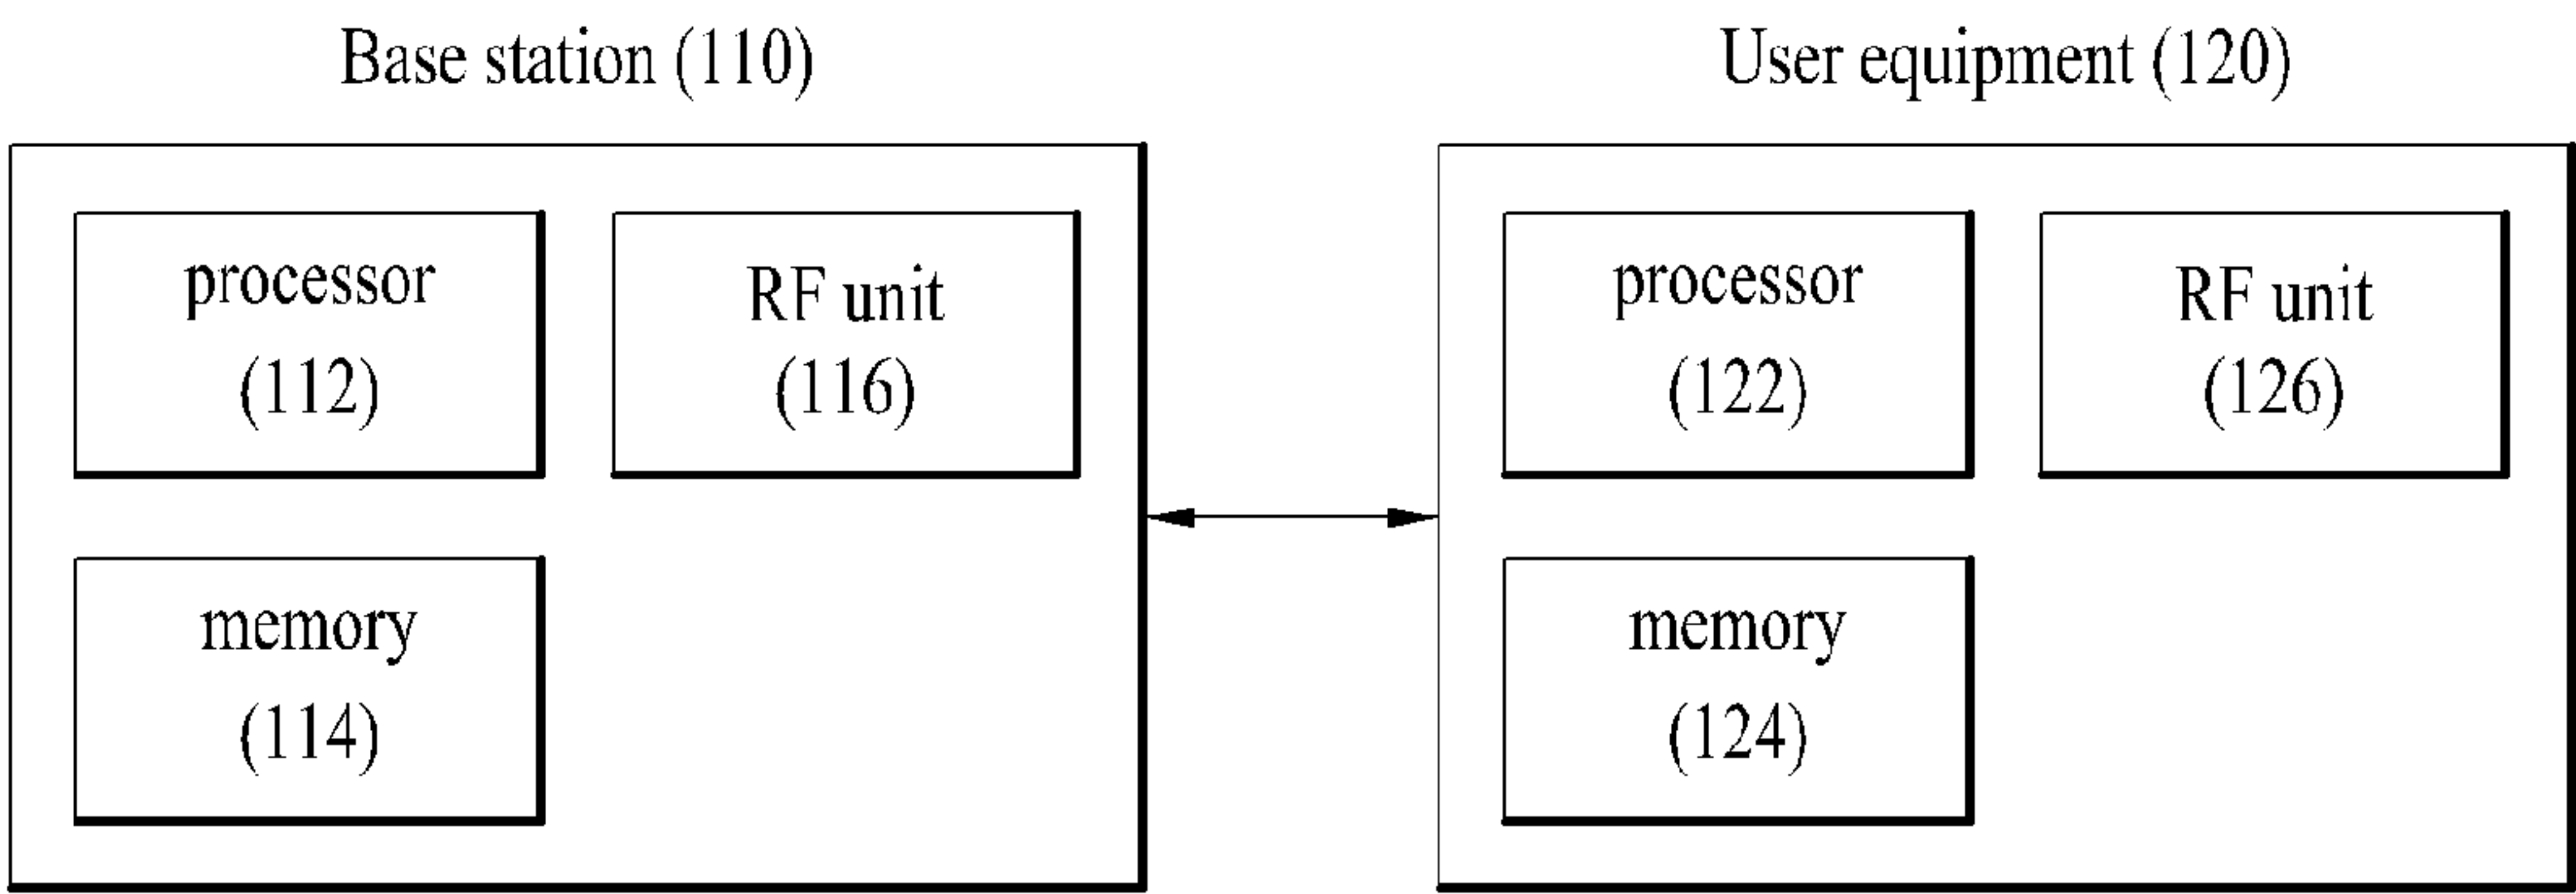 Base station (110)
processor
(112)
RF unit
(116)
memory
(114)
User equipment (120)
processor
(122)
RF unit
(126)
memory
(124)